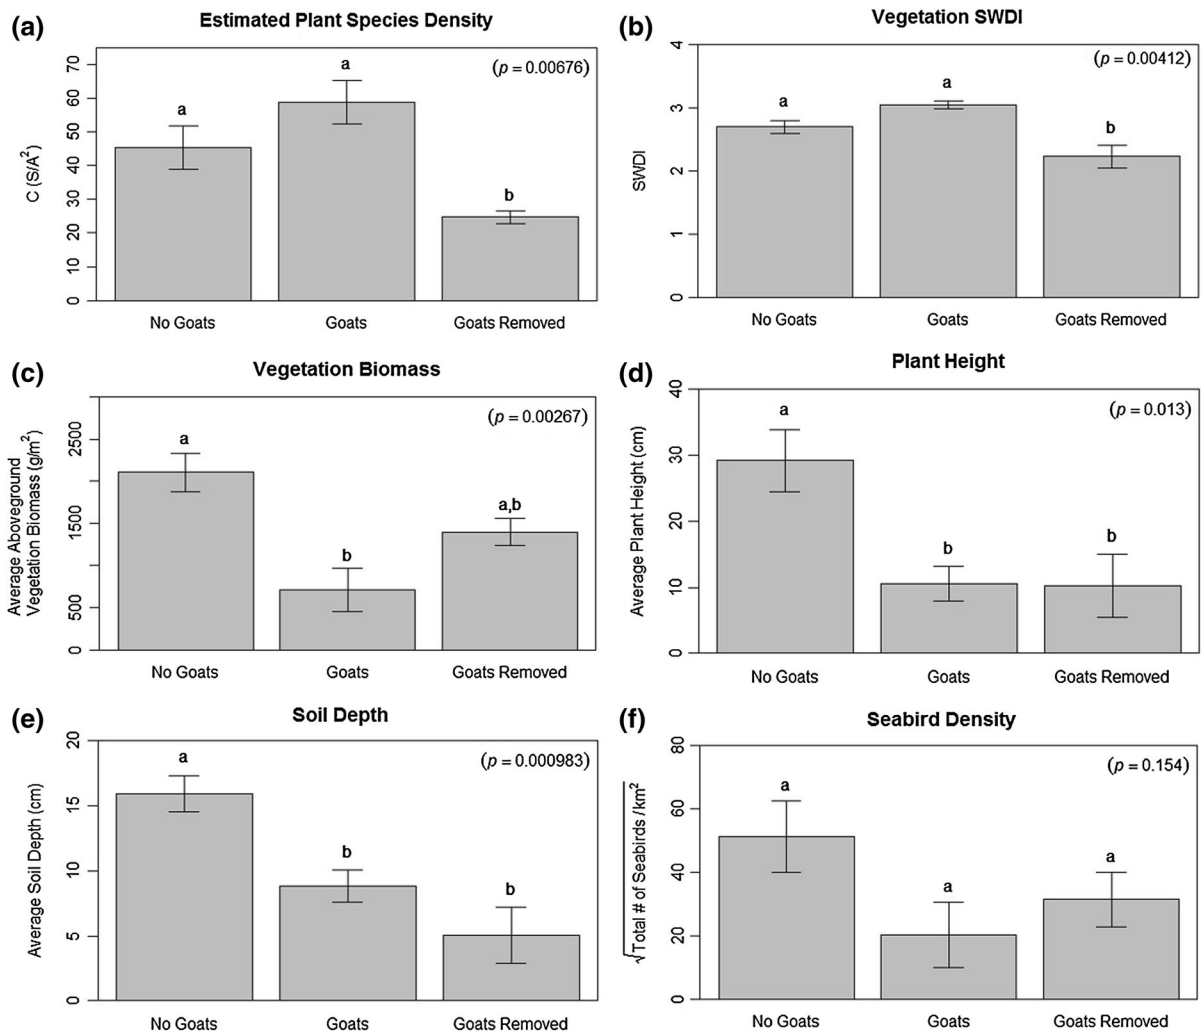 (a)
Estimated Plant Species Density
(p = 0.00676)
C (S/A²)
70
60
50
40
30
20
10
0
a
a
b
No Goats
Goats
Goats Removed
(b)
Vegetation SWDI
(p = 0.00412)
SWDI
4
3
2
1
0
a
a
b
No Goats
Goats
Goats Removed
(c)
Vegetation Biomass
(p = 0.00267)
Average Aboveground
Vegetation Biomass (g/m²)
2500
1500
500
0
a
b
a,b
No Goats
Goats
Goats Removed
(d)
Plant Height
(p = 0.013)
Average Plant Height (cm)
40
30
20
10
0
a
b
b
No Goats
Goats
Goats Removed
(e)
Soil Depth
(p = 0.000983)
Average Soil Depth (cm)
20
15
10
5
0
a
b
b
No Goats
Goats
Goats Removed
(f)
Seabird Density
(p = 0.154)
√Total # of Seabirds /km²
80
60
40
20
0
a
a
a
No Goats
Goats
Goats Removed